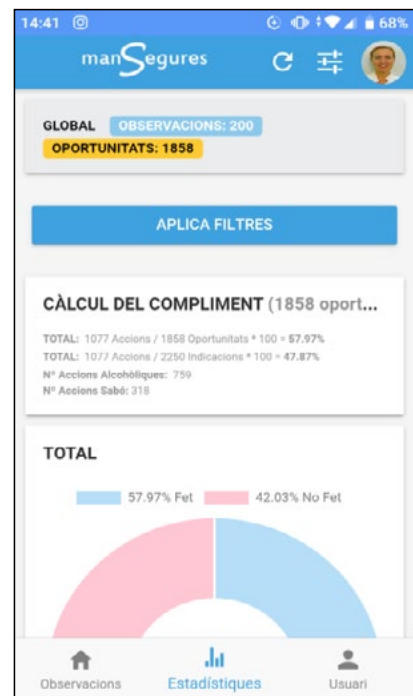 14:41 68%
manSegures
GLOBAL OBSERVACIONS: 200
OPORTUNITATS: 1858
APLICA FILTRES
CÀLCUL DEL COMPLIMENT (1858 oport...
TOTAL: 1077 Accions / 1858 Oportunitats * 100 = 57.97%
TOTAL: 1077 Accions / 2250 Indicacions * 100 = 47.87%
Nº Accions Alcohòliques: 759
Nº Accions Sabó: 318
TOTAL
57.97% Fet 42.03% No Fet
Observacions Estadístiques Usuari